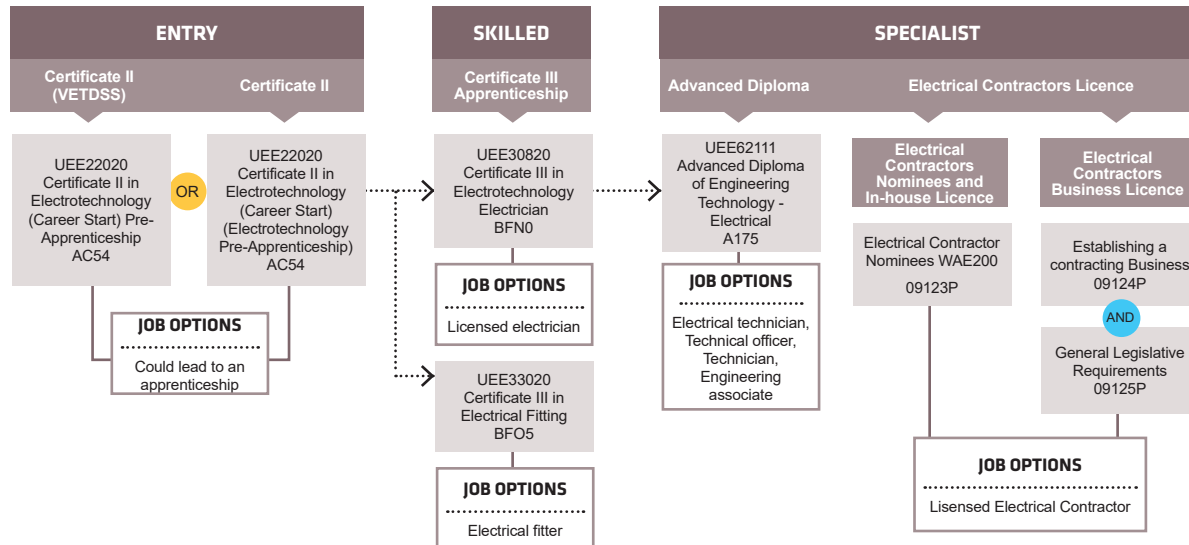 ENTRY
SKILLED
SPECIALIST
Certificate II
(VETDSS)
Certificate II
Certificate III
Apprenticeship
Advanced Diploma
Electrical Contractors Licence
UEE22020
Certificate II in
Electrotechnology
(Career Start) Pre-
Apprenticeship
AC54
OR
UEE22020
Certificate II in
Electrotechnology
(Career Start)
(Electrotechnology
Pre-Apprenticeship)
AC54
JOB OPTIONS
Could lead to an
apprenticeship
UEE30820
Certificate III in
Electrotechnology
Electrician
BFN0
JOB OPTIONS
Licensed electrician
UEE33020
Certificate III in
Electrical Fitting
BFO5
JOB OPTIONS
Electrical fitter
UEE62111
Advanced Diploma
of Engineering
Technology -
Electrical
A175
JOB OPTIONS
Electrical technician,
Technical officer,
Technician,
Engineering
associate
Electrical
Contractors
Nominees and
In-house Licence
Electrical Contractor
Nominees WAE200
09123P
Electrical
Contractors
Business Licence
Establishing a
contracting Business
09124P
AND
General Legislative
Requirements
09125P
JOB OPTIONS
Lisensed Electrical Contractor